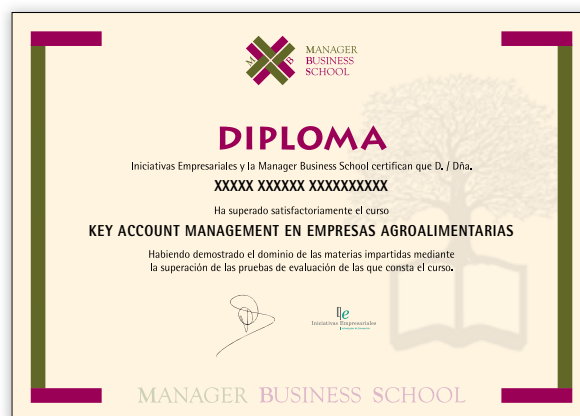 M B
MANAGER
BUSINESS
SCHOOL
DIPLOMA
Iniciativas Empresariales y la Manager Business School certifican que D. / Dña.
XXXXX XXXXXX XXXXXXXXXX
Ha superado satisfactoriamente el curso
KEY ACCOUNT MANAGEMENT EN EMPRESAS AGROALIMENTARIAS
Habiendo demostrado el dominio de las materias impartidas mediante
la superación de las pruebas de evaluación de las que consta el curso.
Iniciativas Empresariales
MANAGER BUSINESS SCHOOL